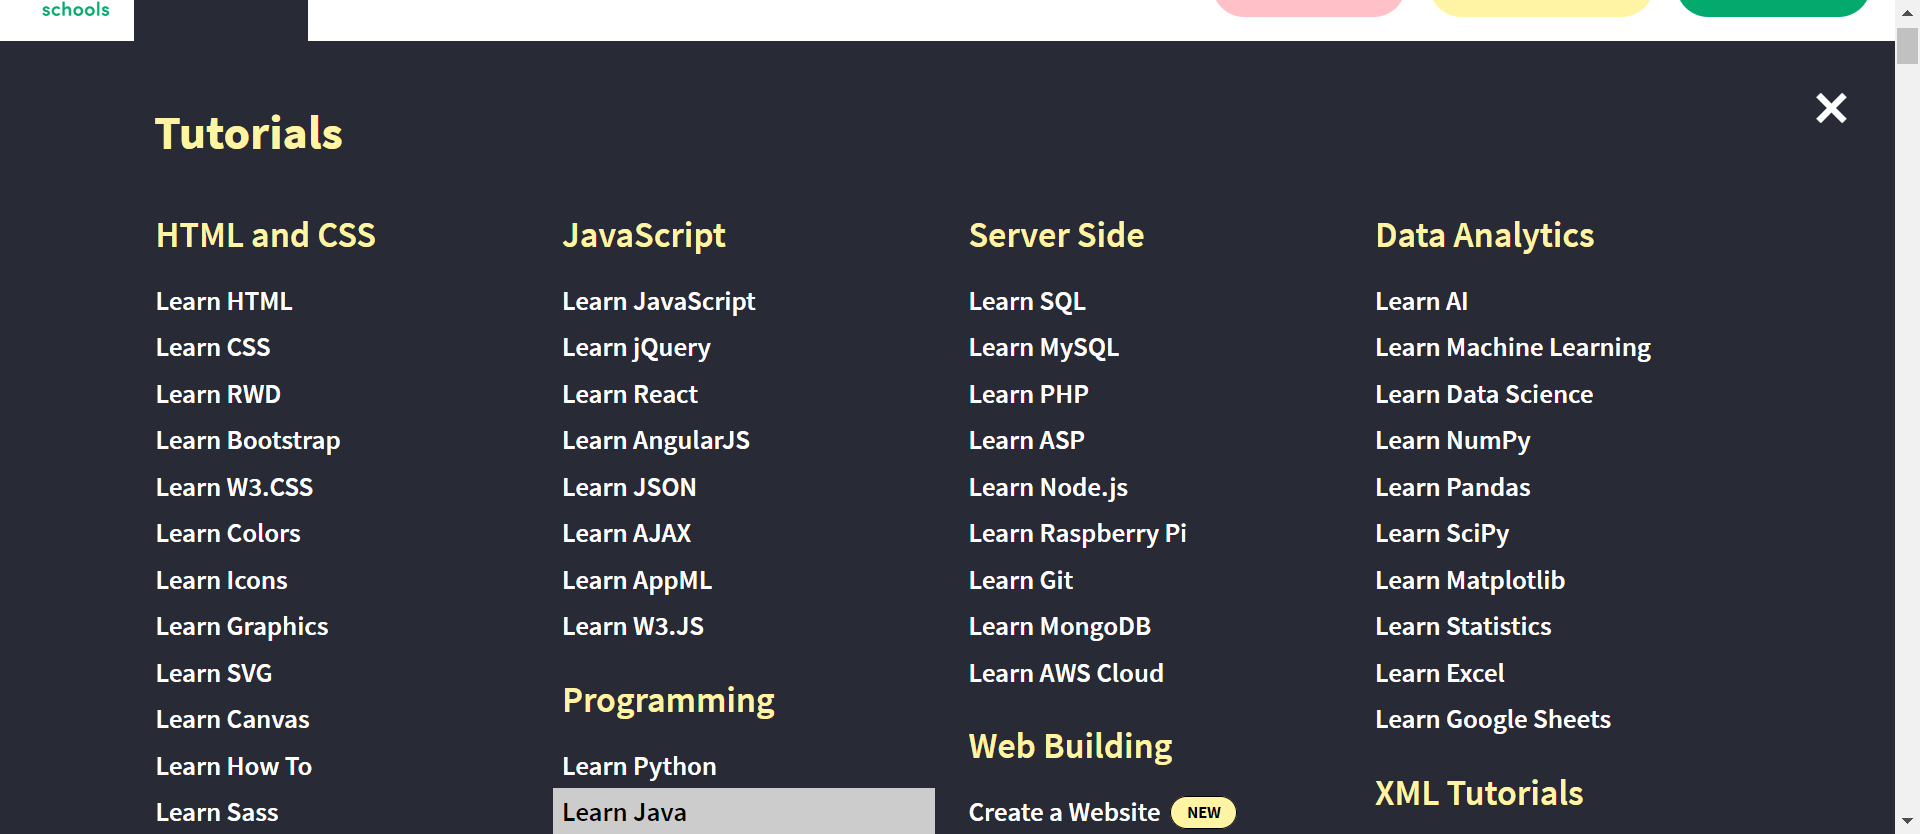 schools
Tutorials
HTML and CSS
Learn HTML
Learn CSS
Learn RWD
Learn Bootstrap
Learn W3.CSS
Learn Colors
Learn Icons
Learn Graphics
Learn SVG
Learn Canvas
Learn How To
Learn Sass
JavaScript
Learn JavaScript
Learn jQuery
Learn React
Learn AngularJS
Learn JSON
Learn AJAX
Learn AppML
Learn W3.JS
Programming
Learn Python
Learn Java
Server Side
Learn SQL
Learn MySQL
Learn PHP
Learn ASP
Learn Node.js
Learn Raspberry Pi
Learn Git
Learn MongoDB
Learn AWS Cloud
Web Building
Create a Website NEW
Data Analytics
Learn AI
Learn Machine Learning
Learn Data Science
Learn NumPy
Learn Pandas
Learn SciPy
Learn Matplotlib
Learn Statistics
Learn Excel
Learn Google Sheets
XML Tutorials